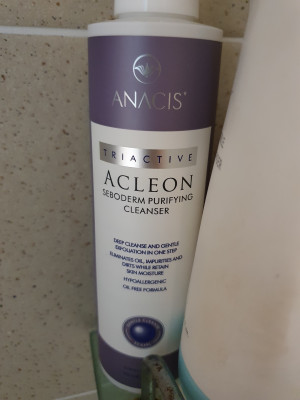 ANACIS®
TRIACTIVE
ACLEON
SEBODERM PURIFYING
CLEANSER
DEEP CLEANSE AND GENTLE
EXFOLIATION IN ONE STEP
ELIMINATES OIL, IMPURITIES AND
DIRTS WHILE RETAIN
SKIN MOISTURE
HYPOALLERGENIC
OIL FREE FORMULA